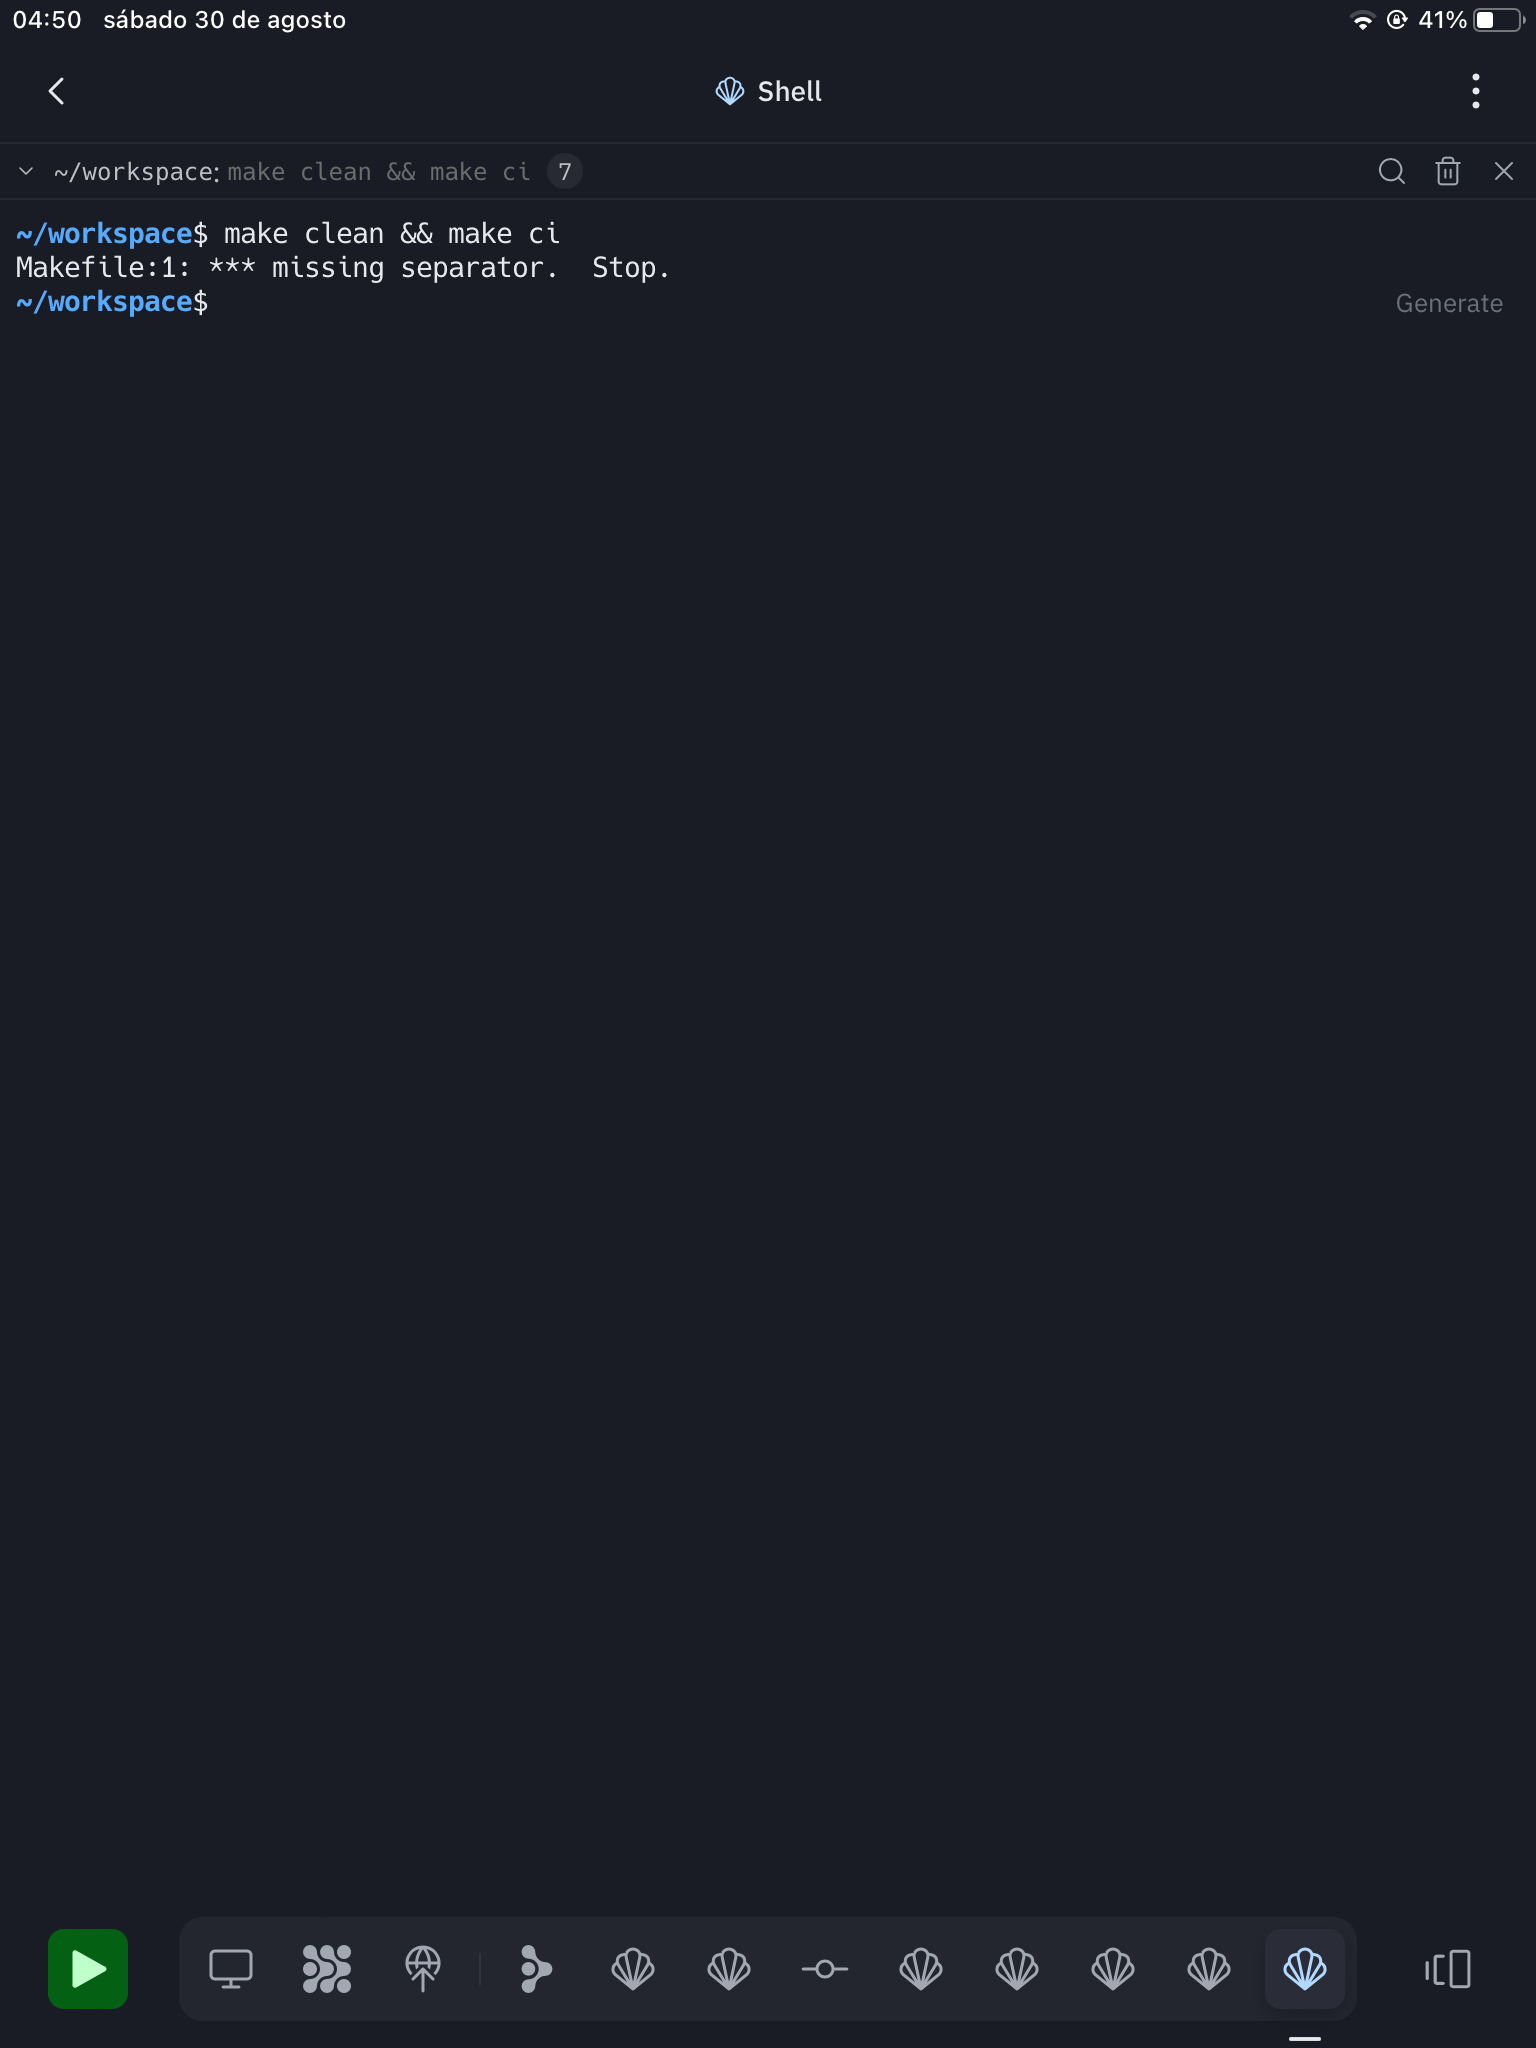 04:50 sábado 30 de agosto 41%
Shell
~/workspace: make clean && make ci 7
~/workspace$ make clean && make ci
Makefile:1: *** missing separator.  Stop.
~/workspace$
Generate